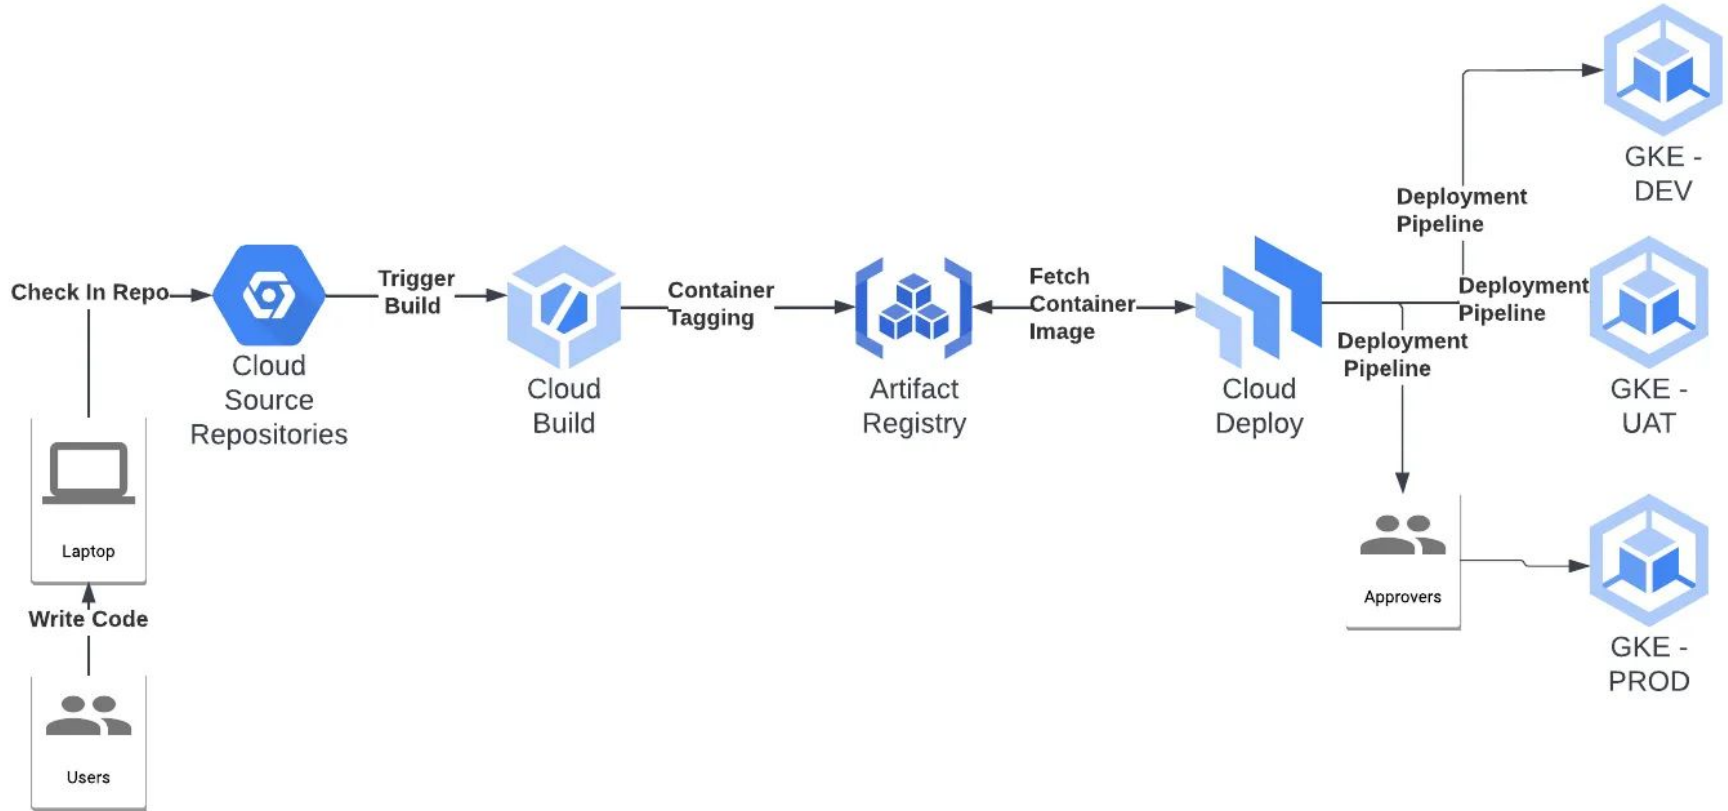 Check In Repo
Cloud
Source
Repositories
Trigger
Build
Cloud
Build
Container
Tagging
Artifact
Registry
Fetch
Container
Image
Cloud
Deploy
Deployment
Pipeline
Deployment
Pipeline
Deployment
Pipeline
GKE -
DEV
GKE -
UAT
Approvers
GKE -
PROD
Laptop
Write Code
Users